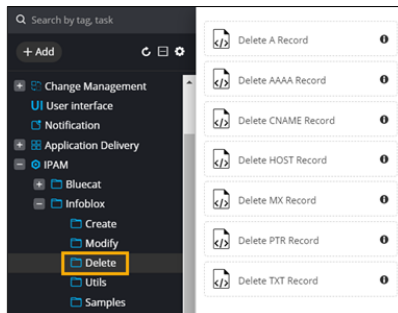 Search by tag, task
+ Add
Change Management
UI User interface
Notification
Application Delivery
IPAM
Bluecat
Infoblox
Create
Modify
Delete
Utils
Samples
Delete A Record
Delete AAAA Record
Delete CNAME Record
Delete HOST Record
Delete MX Record
Delete PTR Record
Delete TXT Record